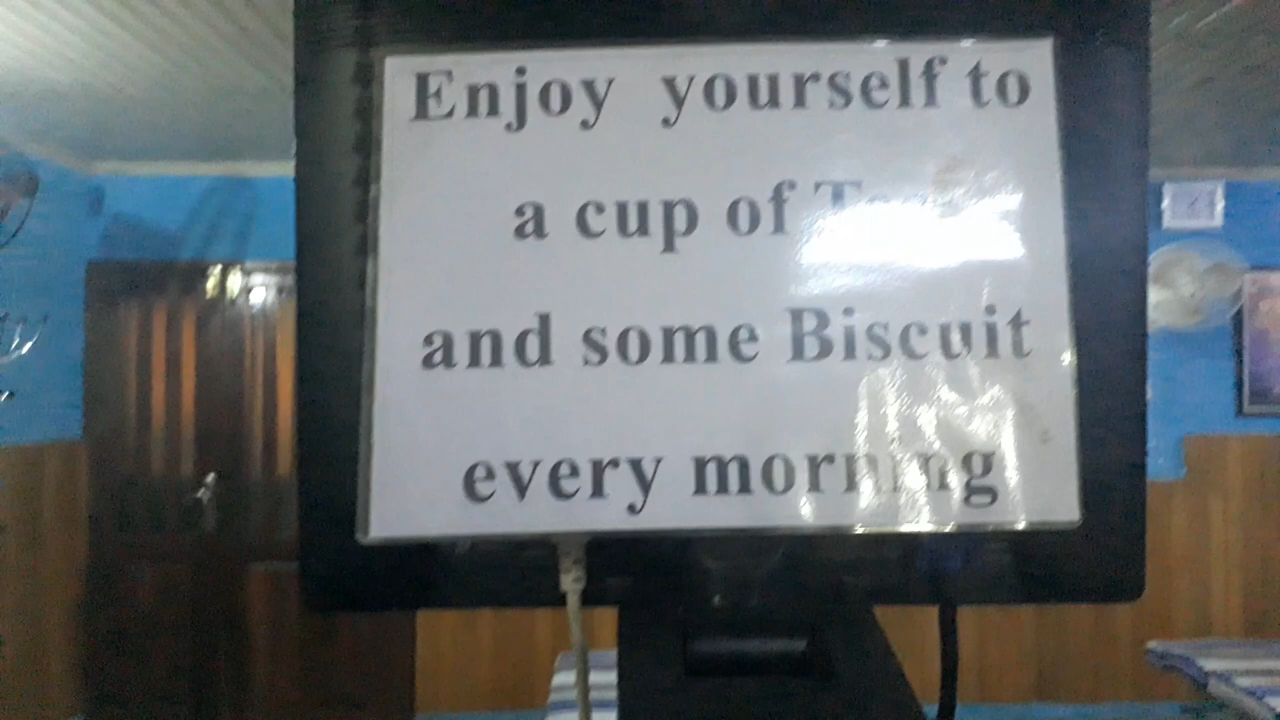 Enjoy yourself to
a cup of
and some Biscuit
every morning